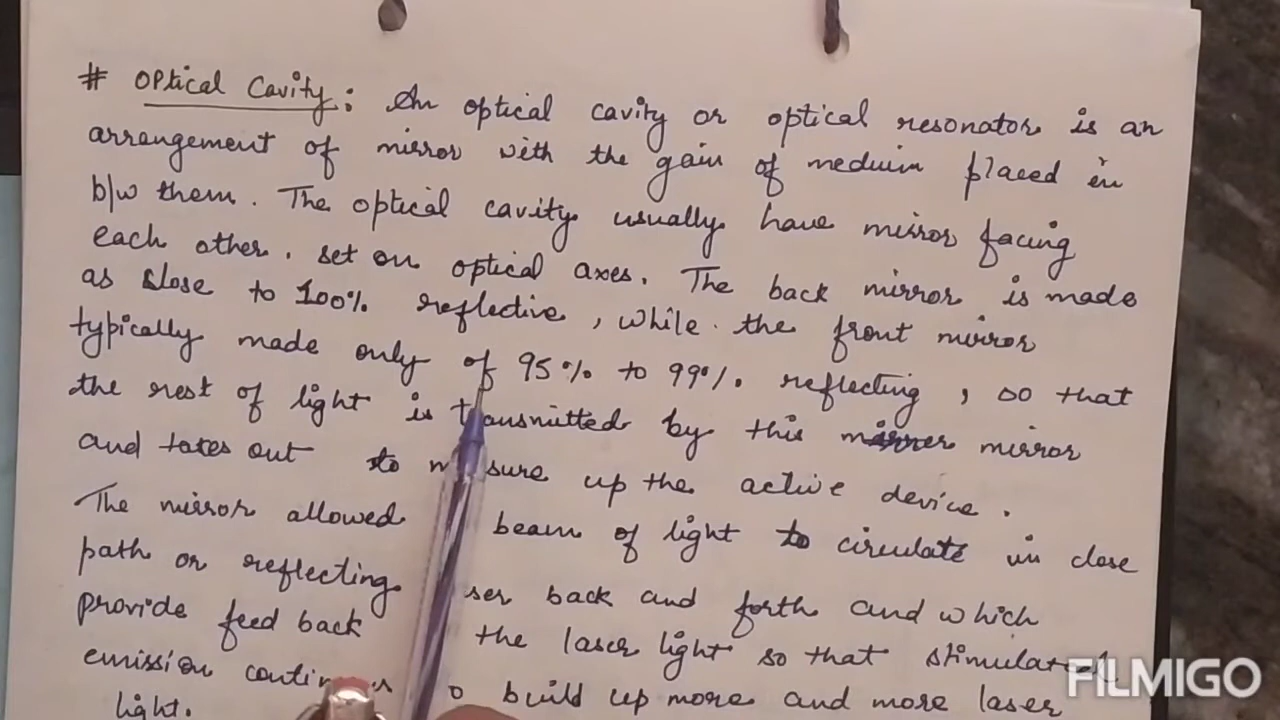 # Optical Cavity: An optical cavity or optical resonator is an
arrangement of mirror with the gain of meduim placed in
b/w them. The optical cavity usually have mirror facing
each other. set on optical axes. The back mirror is made
as close to 100% reflective, while the front mirror
typically made only of 95% to 99% reflecting, so that
the rest of light is transmitted by this mirror
and takes out to up the active device.
The mirror allowed beam of light to circulate in close
path or reflecting back and forth and which
provide feed back the laser light so that stimulated
emission build up more and more laser
light.
FILMIGO